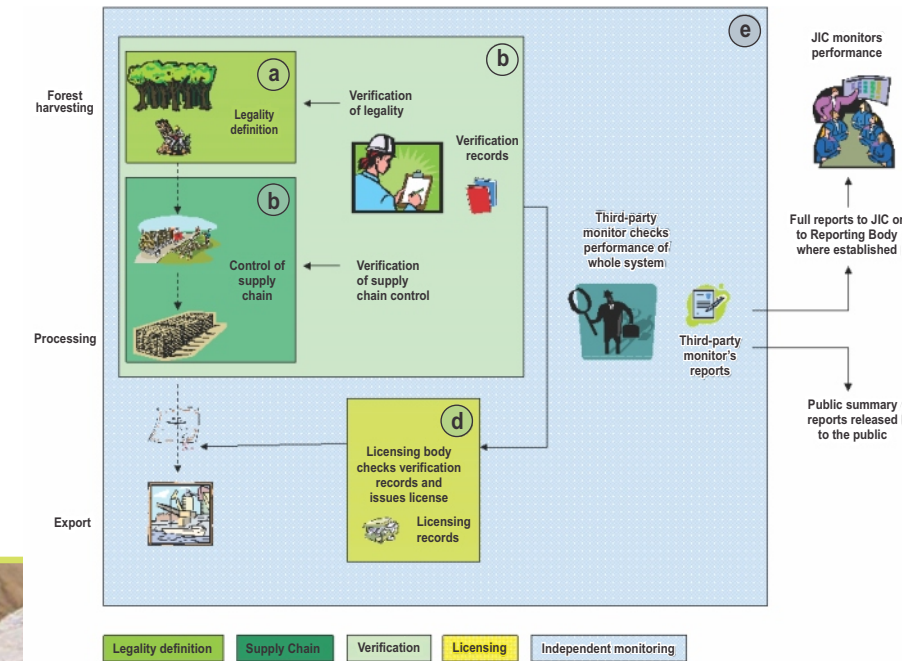 e
JIC monitors
performance
b
a
Forest
harvesting
Legality
definition
Verification
of legality
Verification
records
b
Third-party
monitor checks
performance of
whole system
Full reports to JIC or
to Reporting Body
where established
Control of
supply
chain
Verification
of supply
chain control
Processing
Third-party
monitor's
reports
Public summary
reports released
to the public
d
Licensing body
checks verification
records and
issues license
Export
Licensing
records
Legality definition
Supply Chain
Verification
Licensing
Independent monitoring